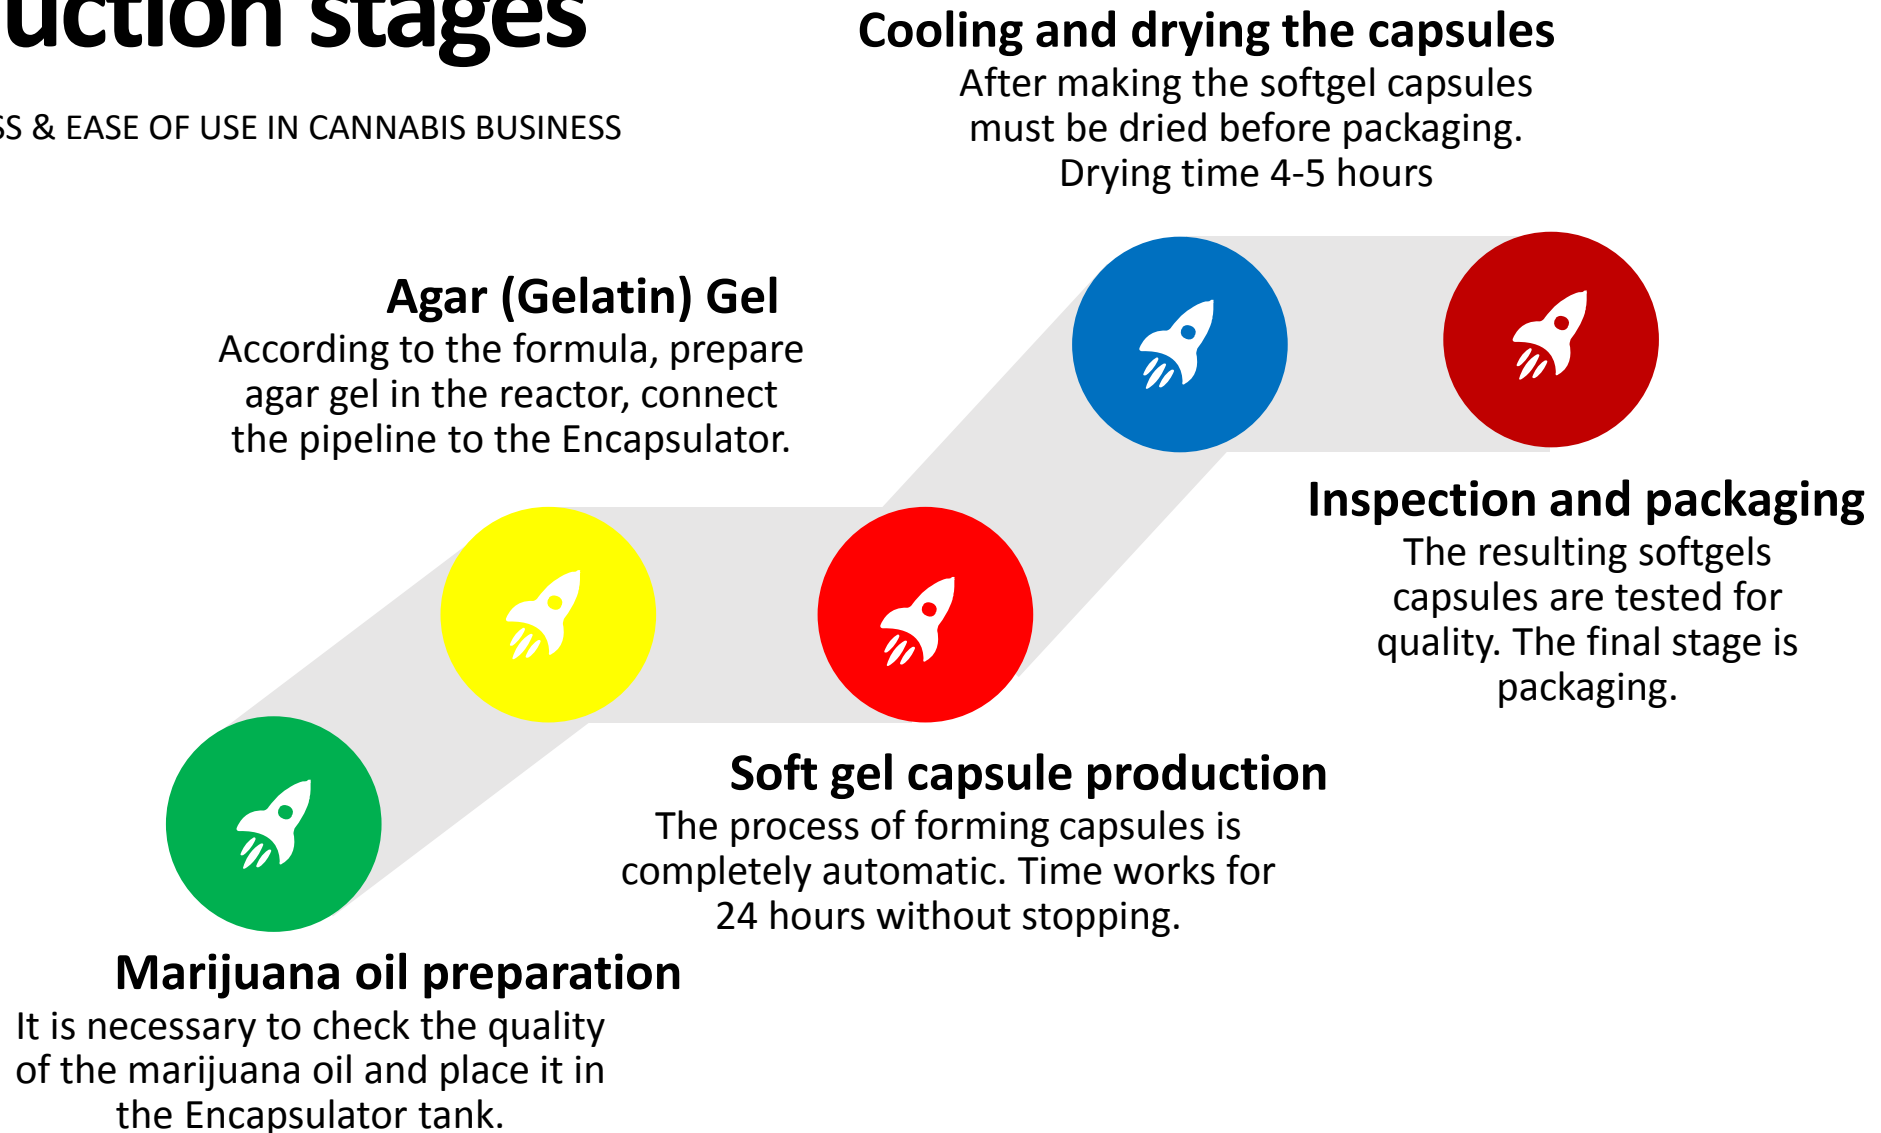 uction stages
SS & EASE OF USE IN CANNABIS BUSINESS
Cooling and drying the capsules
After making the softgel capsules
must be dried before packaging.
Drying time 4-5 hours
Agar (Gelatin) Gel
According to the formula, prepare
agar gel in the reactor, connect
the pipeline to the Encapsulator.
Inspection and packaging
The resulting softgels
capsules are tested for
quality. The final stage is
packaging.
Soft gel capsule production
The process of forming capsules is
completely automatic. Time works for
24 hours without stopping.
Marijuana oil preparation
It is necessary to check the quality
of the marijuana oil and place it in
the Encapsulator tank.